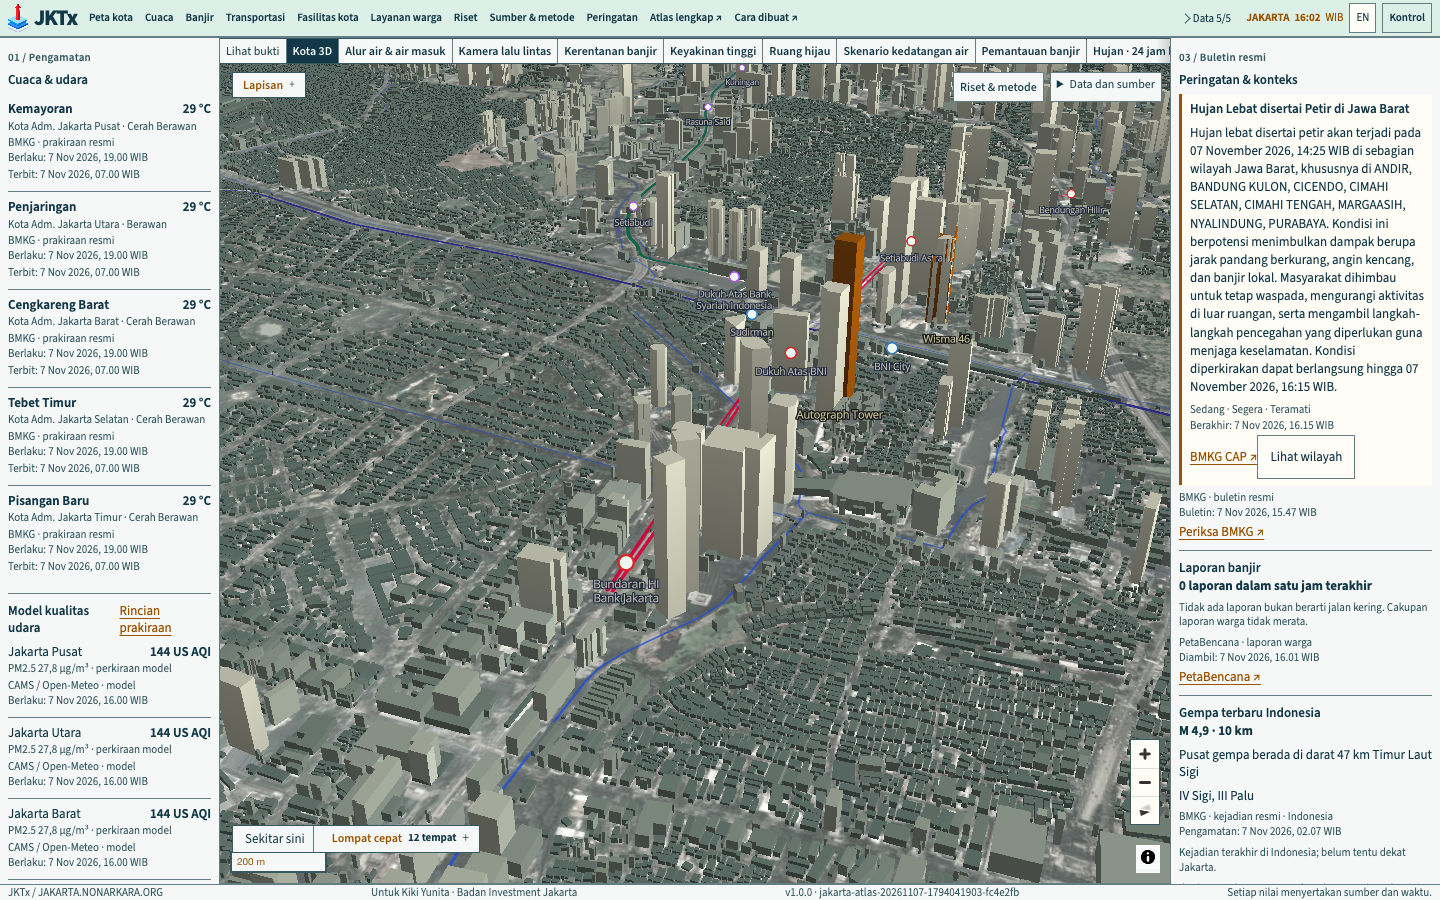 JKTx
Peta kota
Cuaca
Banjir
Transportasi
Fasilitas kota
Layanan warga
Riset
Sumber & metode
Peringatan
Atlas lengkap ↗
Cara dibuat ↗
Data 5/5
JAKARTA 16:02 WIB
EN
Kontrol
01 / Pengamatan
Cuaca & udara
Kemayoran 29 °C
Kota Adm. Jakarta Pusat · Cerah Berawan
BMKG · prakiraan resmi
Berlaku: 7 Nov 2026, 19.00 WIB
Terbit: 7 Nov 2026, 07.00 WIB
Penjaringan 29 °C
Kota Adm. Jakarta Utara · Berawan
BMKG · prakiraan resmi
Berlaku: 7 Nov 2026, 19.00 WIB
Terbit: 7 Nov 2026, 07.00 WIB
Cengkareng Barat 29 °C
Kota Adm. Jakarta Barat · Cerah Berawan
BMKG · prakiraan resmi
Berlaku: 7 Nov 2026, 19.00 WIB
Terbit: 7 Nov 2026, 07.00 WIB
Tebet Timur 29 °C
Kota Adm. Jakarta Selatan · Cerah Berawan
BMKG · prakiraan resmi
Berlaku: 7 Nov 2026, 19.00 WIB
Terbit: 7 Nov 2026, 07.00 WIB
Pisangan Baru 29 °C
Kota Adm. Jakarta Timur · Cerah Berawan
BMKG · prakiraan resmi
Berlaku: 7 Nov 2026, 19.00 WIB
Terbit: 7 Nov 2026, 07.00 WIB
Model kualitas udara
Rincian prakiraan
Jakarta Pusat 144 US AQI
PM2.5 27,8 µg/m³ · perkiraan model
CAMS / Open-Meteo · model
Berlaku: 7 Nov 2026, 16.00 WIB
Jakarta Utara 144 US AQI
PM2.5 27,8 µg/m³ · perkiraan model
CAMS / Open-Meteo · model
Berlaku: 7 Nov 2026, 16.00 WIB
Jakarta Barat 144 US AQI
PM2.5 27,8 µg/m³ · perkiraan model
CAMS / Open-Meteo · model
Berlaku: 7 Nov 2026, 16.00 WIB
Lihat bukti
Kota 3D
Alur air & air masuk
Kamera lalu lintas
Kerentanan banjir
Keyakinan tinggi
Ruang hijau
Skenario kedatangan air
Pemantauan banjir
Hujan · 24 jam
Lapisan +
Riset & metode
Data dan sumber
Kuningan
Rasuna Said
Setiabudi
Bendungan Hilir
Setiabudi Astra
Dukuh Atas Bank
Syariah Indonesia
Sudirman
Wisma 46
Dukuh Atas BNI
BNI City
Autograph Tower
Bundaran HI
Bank Jakarta
Sekitar sini
Lompat cepat 12 tempat +
200 m
03 / Buletin resmi
Peringatan & konteks
Hujan Lebat disertai Petir di Jawa Barat
Hujan lebat disertai petir akan terjadi pada
07 November 2026, 14:25 WIB di sebagian
wilayah Jawa Barat, khususnya di ANDIR,
BANDUNG KULON, CICENDO, CIMAHI
SELATAN, CIMAHI TENGAH, MARGAASIH,
NYALINDUNG, PURABAYA. Kondisi ini
berpotensi menimbulkan dampak berupa
jarak pandang berkurang, angin kencang,
dan banjir lokal. Masyarakat dihimbau
untuk tetap waspada, mengurangi aktivitas
di luar ruangan, serta mengambil langkah-
langkah pencegahan yang diperlukan guna
menjaga keselamatan. Kondisi
diperkirakan dapat berlangsung hingga 07
November 2026, 16:15 WIB.
Sedang · Segera · Teramati
Berakhir: 7 Nov 2026, 16.15 WIB
BMKG CAP ↗
Lihat wilayah
BMKG · buletin resmi
Buletin: 7 Nov 2026, 15.47 WIB
Periksa BMKG ↗
Laporan banjir
0 laporan dalam satu jam terakhir
Tidak ada laporan bukan berarti jalan kering. Cakupan
laporan warga tidak merata.
PetaBencana · laporan warga
Diambil: 7 Nov 2026, 16.01 WIB
PetaBencana ↗
Gempa terbaru Indonesia
M 4,9 · 10 km
Pusat gempa berada di darat 47 km Timur Laut
Sigi
IV Sigi, III Palu
BMKG · kejadian resmi · Indonesia
Pengamatan: 7 Nov 2026, 02.07 WIB
Kejadian terakhir di Indonesia; belum tentu dekat
Jakarta.
JKTx / JAKARTA.NONARKARA.ORG
Untuk Kiki Yunita · Badan Investasi Jakarta
v1.0.0 · jakarta-atlas-20261107-1794041903-fc4e2fb
Setiap nilai menyertakan sumber dan waktu.